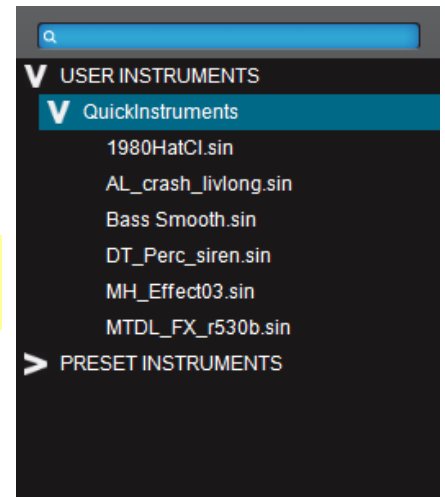 USER INSTRUMENTS
QuickInstruments
1980HatCl.sin
AL_crash_livlong.sin
Bass Smooth.sin
DT_Perc_siren.sin
MH_Effect03.sin
MTDL_FX_r530b.sin
PRESET INSTRUMENTS